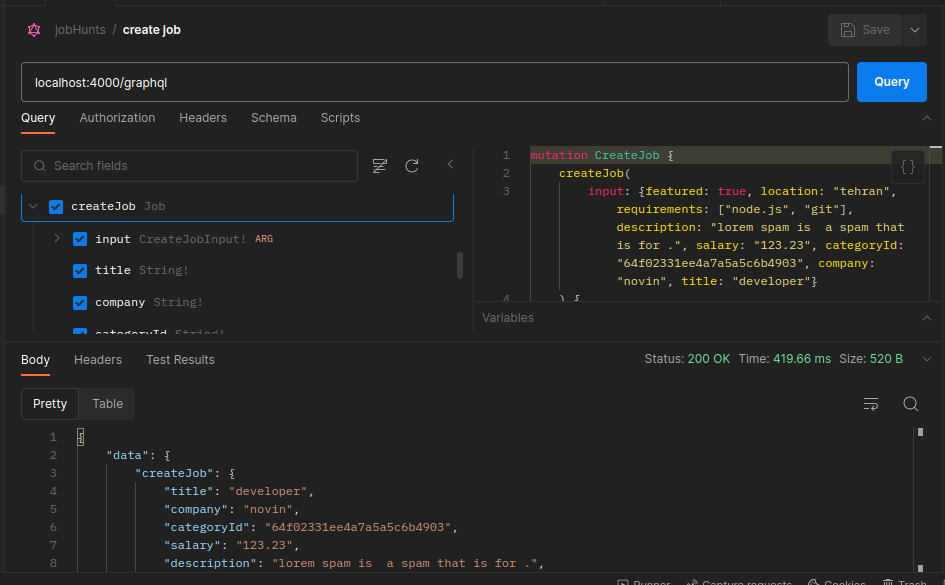 jobHunts / create job
Save
localhost:4000/graphql
Query
Query Authorization Headers Schema Scripts
Search fields
createJob Job
input CreateJobInput! ARG
title String!
company String!
categoryId String!
1 mutation CreateJob {
2 createJob(
3 input: {featured: true, location: "tehran",
requirements: ["node.js", "git"],
description: "lorem spam is  a spam that
is for .", salary: "123.23", categoryId:
"64f02331ee4a7a5a5c6b4903", company:
"novin", title: "developer"}
4 ) {
{}
Variables
Body Headers Test Results
Status: 200 OK Time: 419.66 ms Size: 520 B
Pretty Table
1 {
2 "data": {
3 "createJob": {
4 "title": "developer",
5 "company": "novin",
6 "categoryId": "64f02331ee4a7a5a5c6b4903",
7 "salary": "123.23",
8 "description": "lorem spam is  a spam that is for .",
Runner Capture requests Cookies Trash